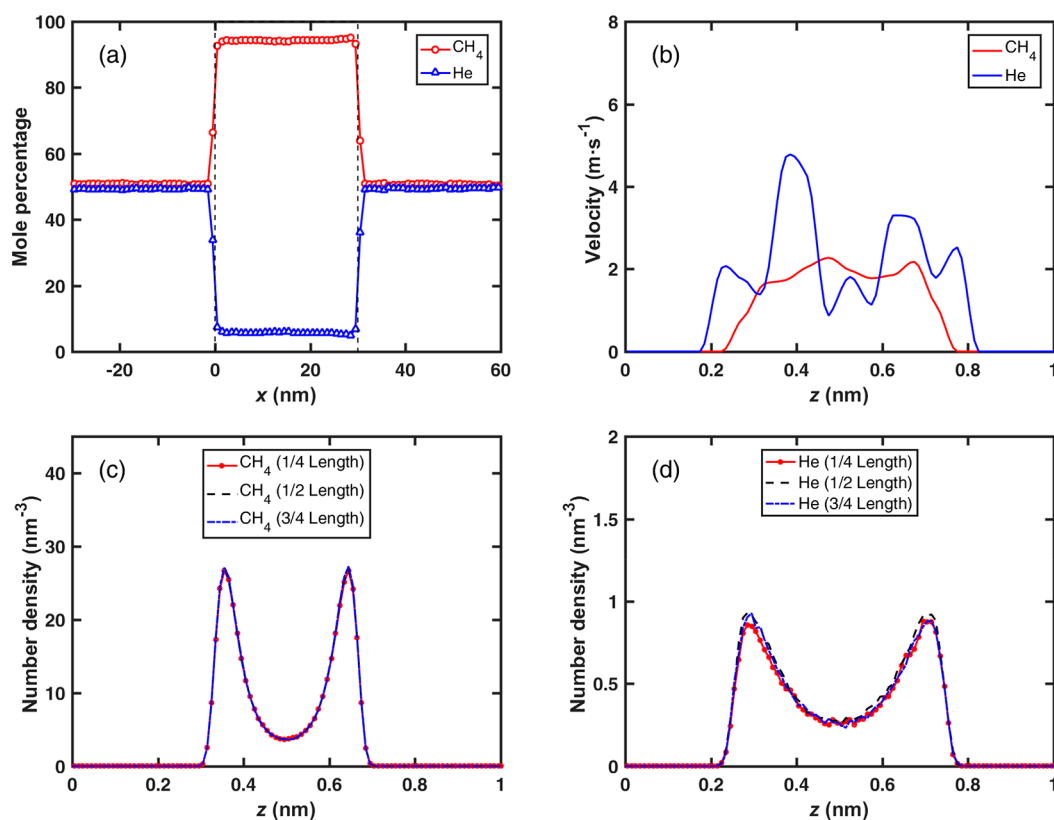 (a)
CH4
He
Mole percentage
100
80
60
40
20
0
-20
0
20
40
60
x (nm)
(b)
CH4
He
Velocity (m·s-1)
8
6
4
2
0
0
0.2
0.4
0.6
0.8
1
z (nm)
(c)
CH4 (1/4 Length)
CH4 (1/2 Length)
CH4 (3/4 Length)
Number density (nm-3)
40
30
20
10
0
0
0.2
0.4
0.6
0.8
1
z (nm)
(d)
He (1/4 Length)
He (1/2 Length)
He (3/4 Length)
Number density (nm-3)
2
1.5
1
0.5
0
0
0.2
0.4
0.6
0.8
1
z (nm)